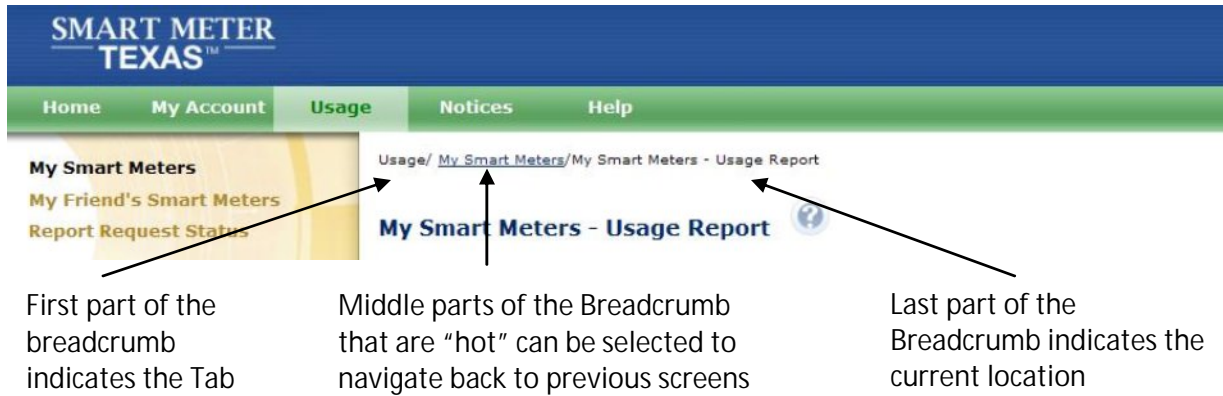 SMART METER
TEXAS™
Home My Account Usage Notices Help
My Smart Meters
My Friend's Smart Meters
Report Request Status
Usage/ My Smart Meters/My Smart Meters - Usage Report
My Smart Meters - Usage Report ?
First part of the
breadcrumb
indicates the Tab
Middle parts of the Breadcrumb
that are "hot" can be selected to
navigate back to previous screens
Last part of the
Breadcrumb indicates the
current location